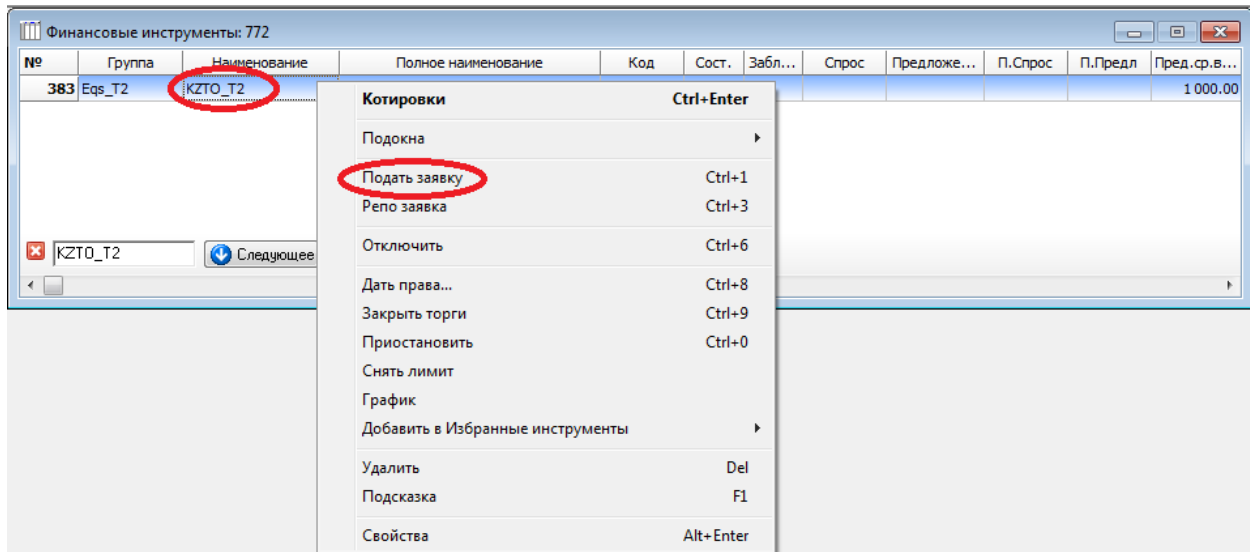 Финансовые инструменты: 772
№ Группа Наименование Полное наименование Код Сост. Забл... Спрос Предложе... П.Спрос П.Предл Пред.ср.в...
383 Eqs_T2 KZTO_T2 1 000.00
Котировки Ctrl+Enter
Подокна
Подать заявку Ctrl+1
Репо заявка Ctrl+3
Отключить Ctrl+6
KZTO_T2 Следующее
Дать права... Ctrl+8
Закрыть торги Ctrl+9
Приостановить Ctrl+0
Снять лимит
График
Добавить в Избранные инструменты
Удалить Del
Подсказка F1
Свойства Alt+Enter